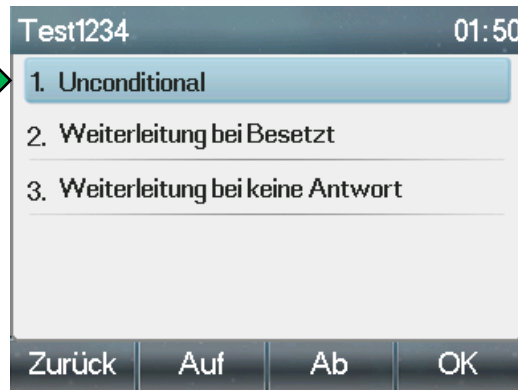 Test1234 01:50
1. Unconditional
2. Weiterleitung bei Besetzt
3. Weiterleitung bei keine Antwort
Zurück Auf Ab OK